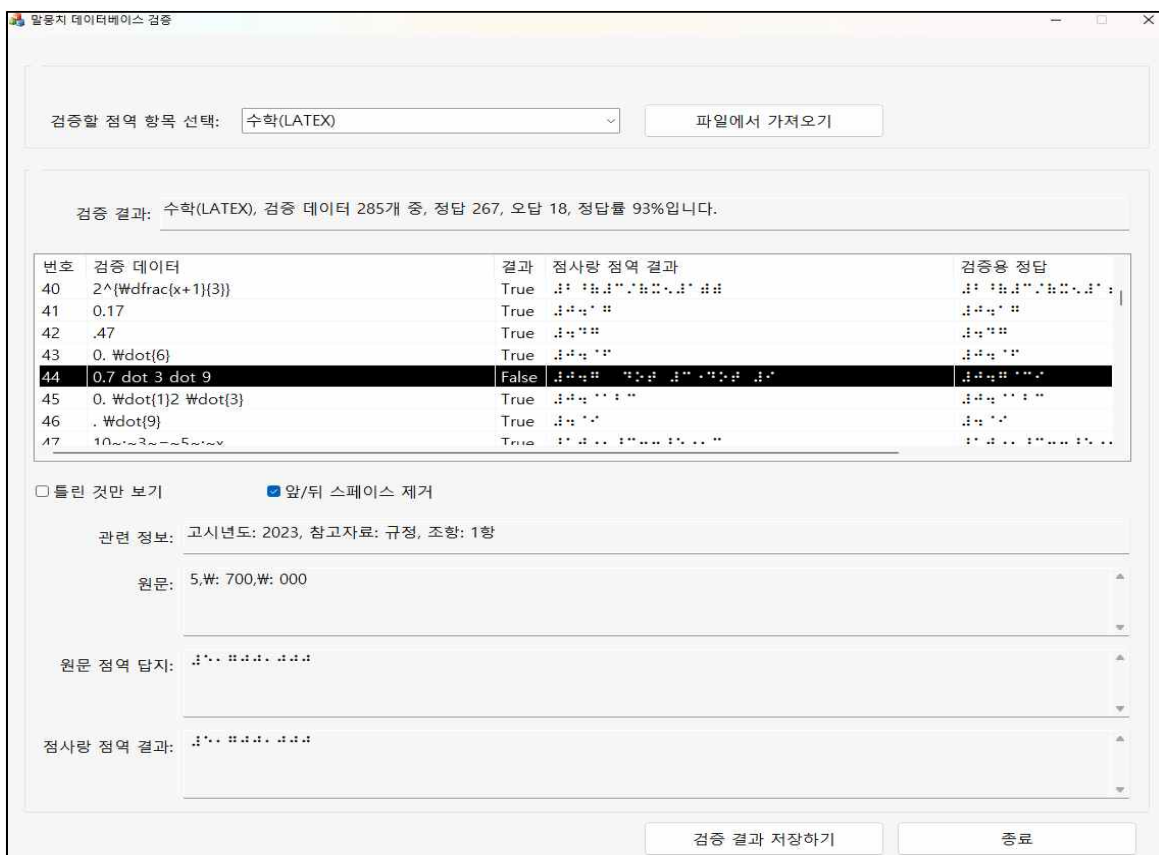 말뭉치 데이터베이스 검증
검증할 점역 항목 선택: 수학(LATEX) 파일에서 가져오기
검증 결과: 수학(LATEX), 검증 데이터 285개 중, 정답 267, 오답 18, 정답률 93%입니다.
번호 검증 데이터 결과 점사랑 점역 결과 검증용 정답
40 2^{₩dfrac{x+1}{3}} True
41 0.17 True ⠼⠚⠲⠁⠛ ⠼⠚⠲⠁⠛
42 .47 True ⠼⠲⠙⠛ ⠼⠲⠙⠛
43 0. ₩dot{6} True ⠼⠚⠲⠈⠋ ⠼⠚⠲⠈⠋
44 0.7 dot 3 dot 9 False
45 0. ₩dot{1}2 ₩dot{3} True
46 . ₩dot{9} True ⠼⠲⠈⠊ ⠼⠲⠈⠊
47 10~:~3~=~5~:~x True
틀린 것만 보기 앞/뒤 스페이스 제거
관련 정보: 고시년도: 2023, 참고자료: 규정, 조항: 1항
원문: 5,₩: 700,₩: 000
원문 점역 답지: ⠼⠑⠂⠛⠚⠚⠂⠚⠚⠚
점사랑 점역 결과: ⠼⠑⠂⠛⠚⠚⠂⠚⠚⠚
검증 결과 저장하기 종료